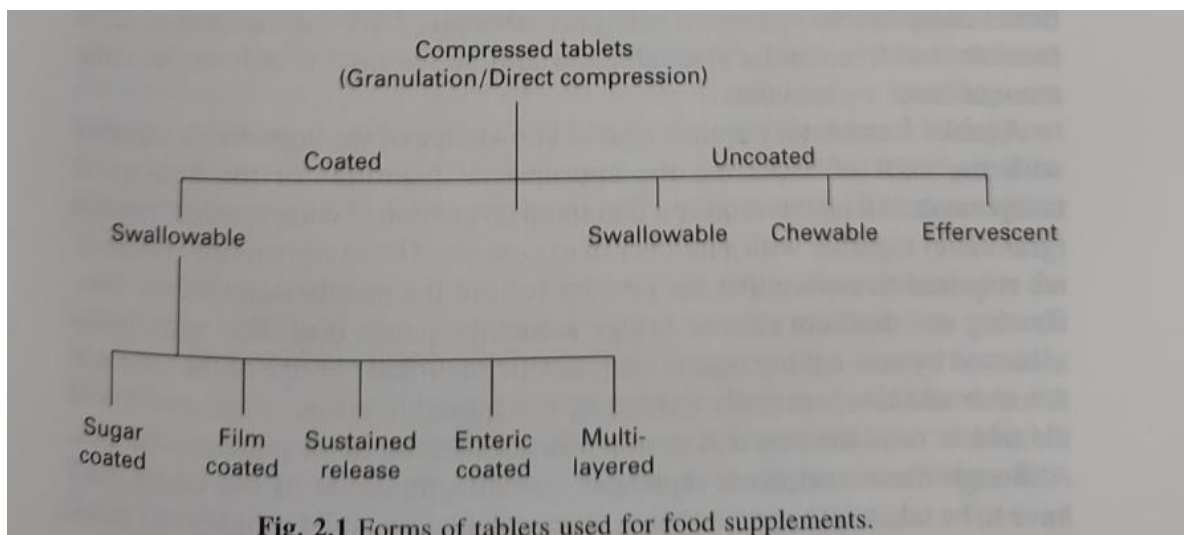 Compressed tablets
(Granulation/Direct compression)
Coated
Uncoated
Swallowable
Swallowable
Chewable
Effervescent
Sugar
coated
Film
coated
Sustained
release
Enteric
coated
Multi-
layered
Fig. 2.1 Forms of tablets used for food supplements.